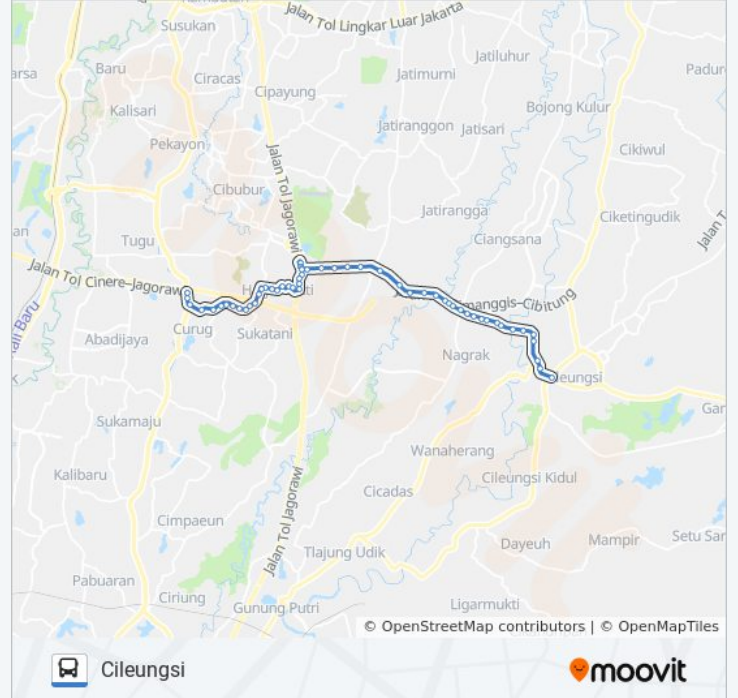 Susukan
Jalan Tol Lingkar Luar Jakarta
Baru
Ciracas
Cipayung
Jatimurni
Jatiluhur
Kalisari
Bojong Kulur
Jatiranggon
Jatisari
Pekayon
Cikiwul
Jalan Tol Jagorawi
Cibubur
Jatirangga
Ciketingudik
Tugu
Ciangsana
Jalan Tol Cinere-Jagorawi
manggis-Cibitung
Curug
Sukatani
Abadijaya
Nagrak
eungsi
Sukamaju
Wanaherang
Kalibaru
Cicadas
Cileungsi Kidul
Cimpaeun
Jalan Tol Jagorawi
Tlajung Udik
Dayeuh
Mampir
Setu Sar
Pabuaran
Ciriung
Gunung Putri
Ligarmukti
© OpenStreetMap contributors | © OpenMapTiles
Cileungsi
moovit